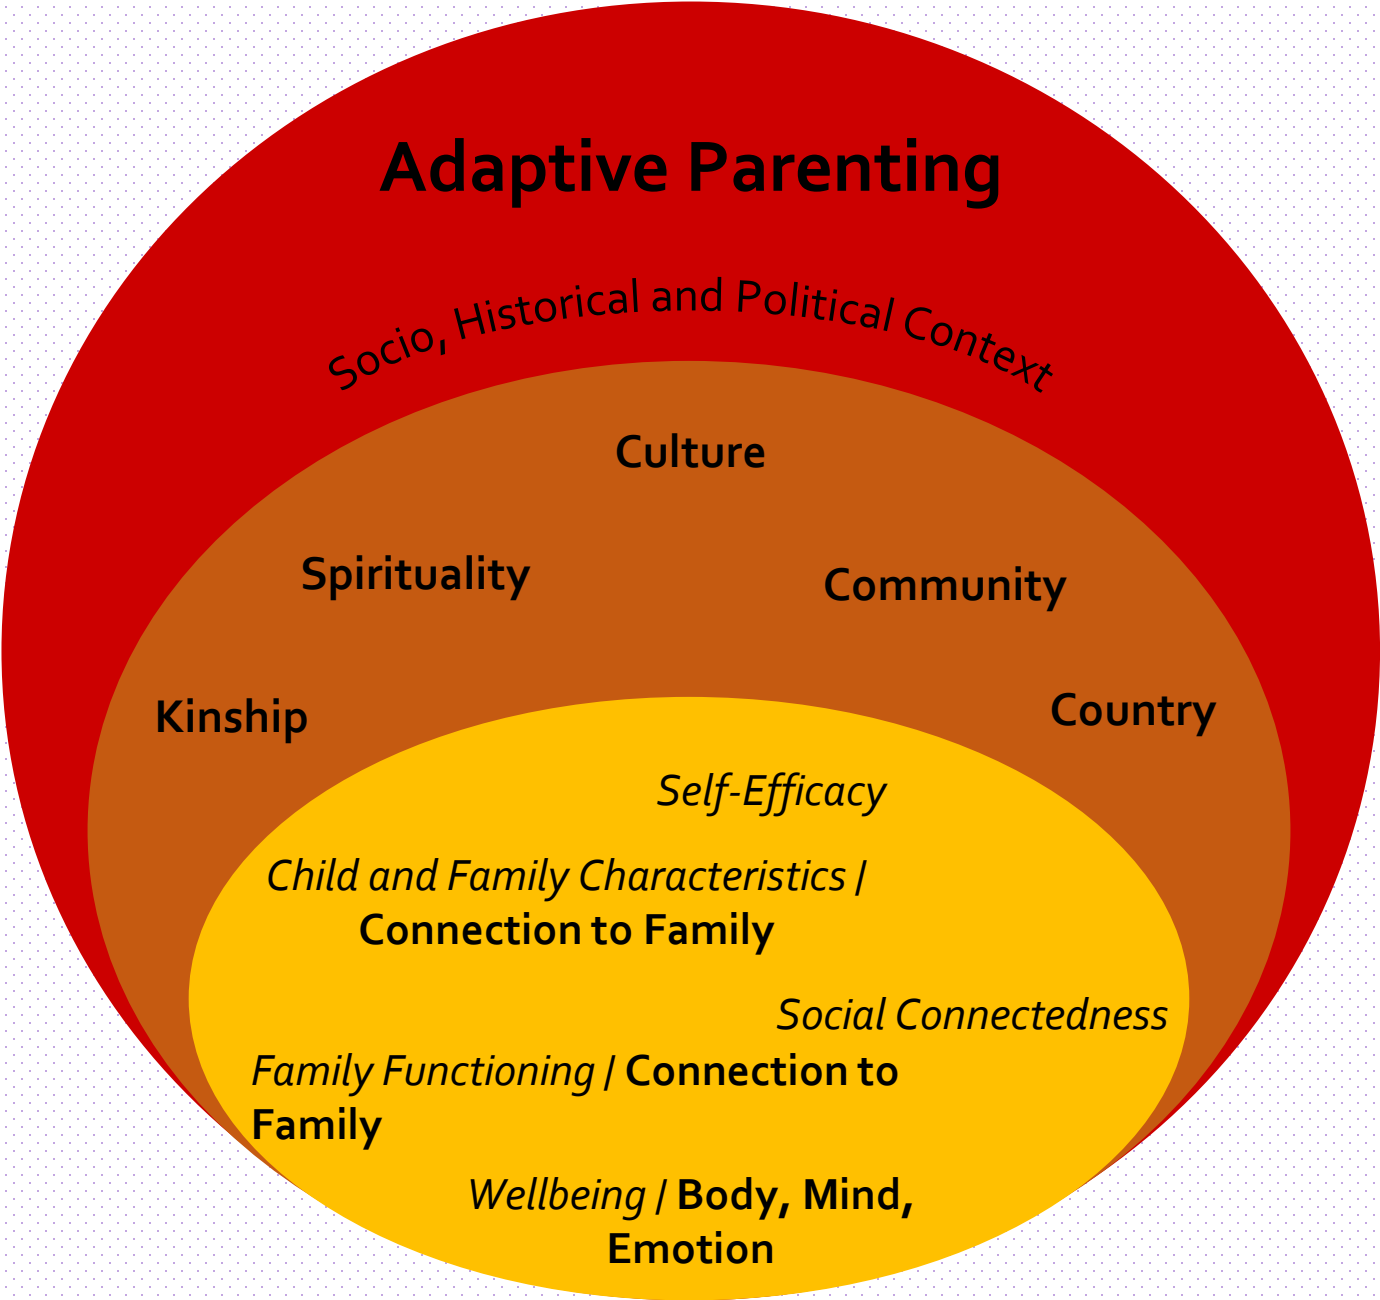 Adaptive Parenting
Socio, Historical and Political Context
Culture
Spirituality
Community
Kinship
Country
Self-Efficacy
Child and Family Characteristics /
Connection to Family
Social Connectedness
Family Functioning / Connection to
Family
Wellbeing / Body, Mind,
Emotion